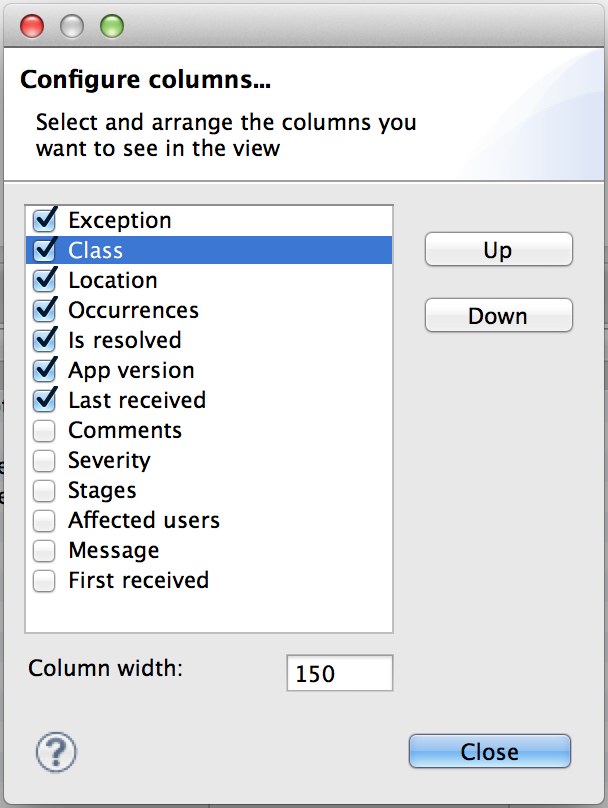 Configure columns...
Select and arrange the columns you
want to see in the view
Exception
Class
Location
Occurrences
Is resolved
App version
Last received
Comments
Severity
Stages
Affected users
Message
First received
Up
Down
Column width:
150
?
Close